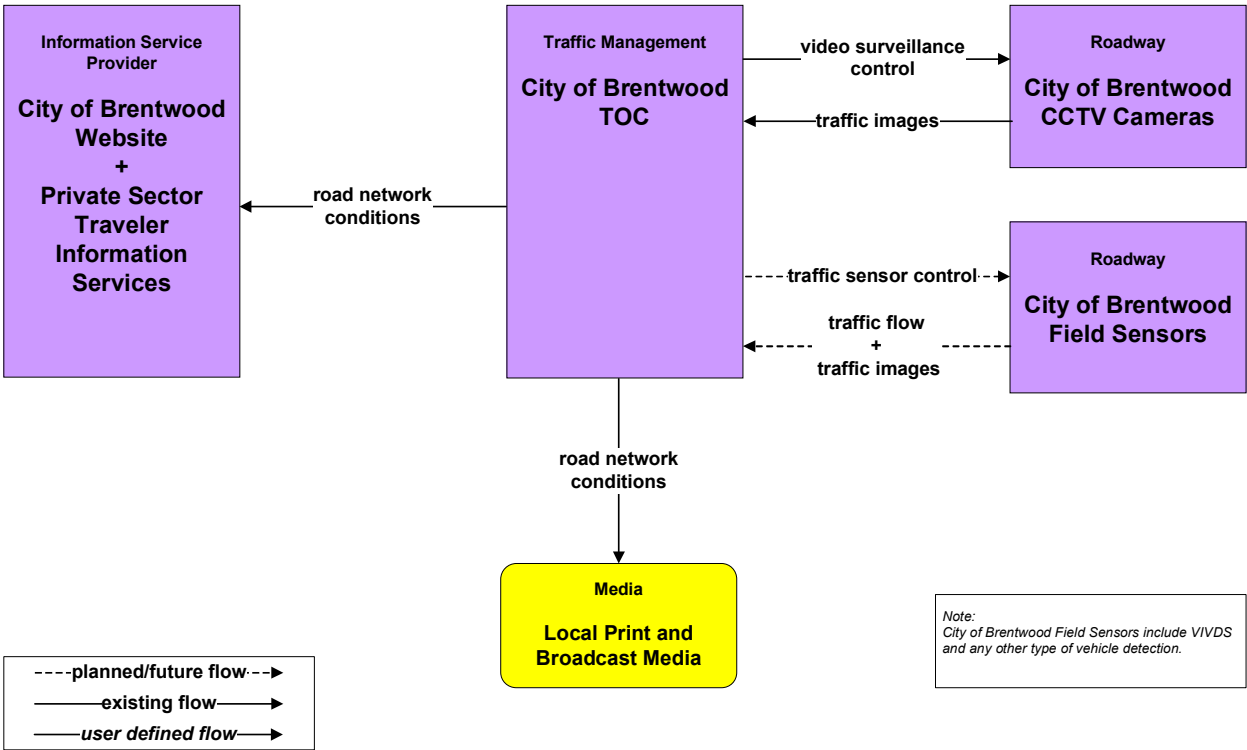 Information Service
Provider
City of Brentwood
Website
+
Private Sector
Traveler
Information
Services
road network
conditions
Traffic Management
City of Brentwood
TOC
video surveillance
control
traffic images
Roadway
City of Brentwood
CCTV Cameras
traffic sensor control
traffic flow
+
traffic images
Roadway
City of Brentwood
Field Sensors
road network
conditions
Media
Local Print and
Broadcast Media
Note:
City of Brentwood Field Sensors include VIVDS
and any other type of vehicle detection.
planned/future flow
existing flow
user defined flow